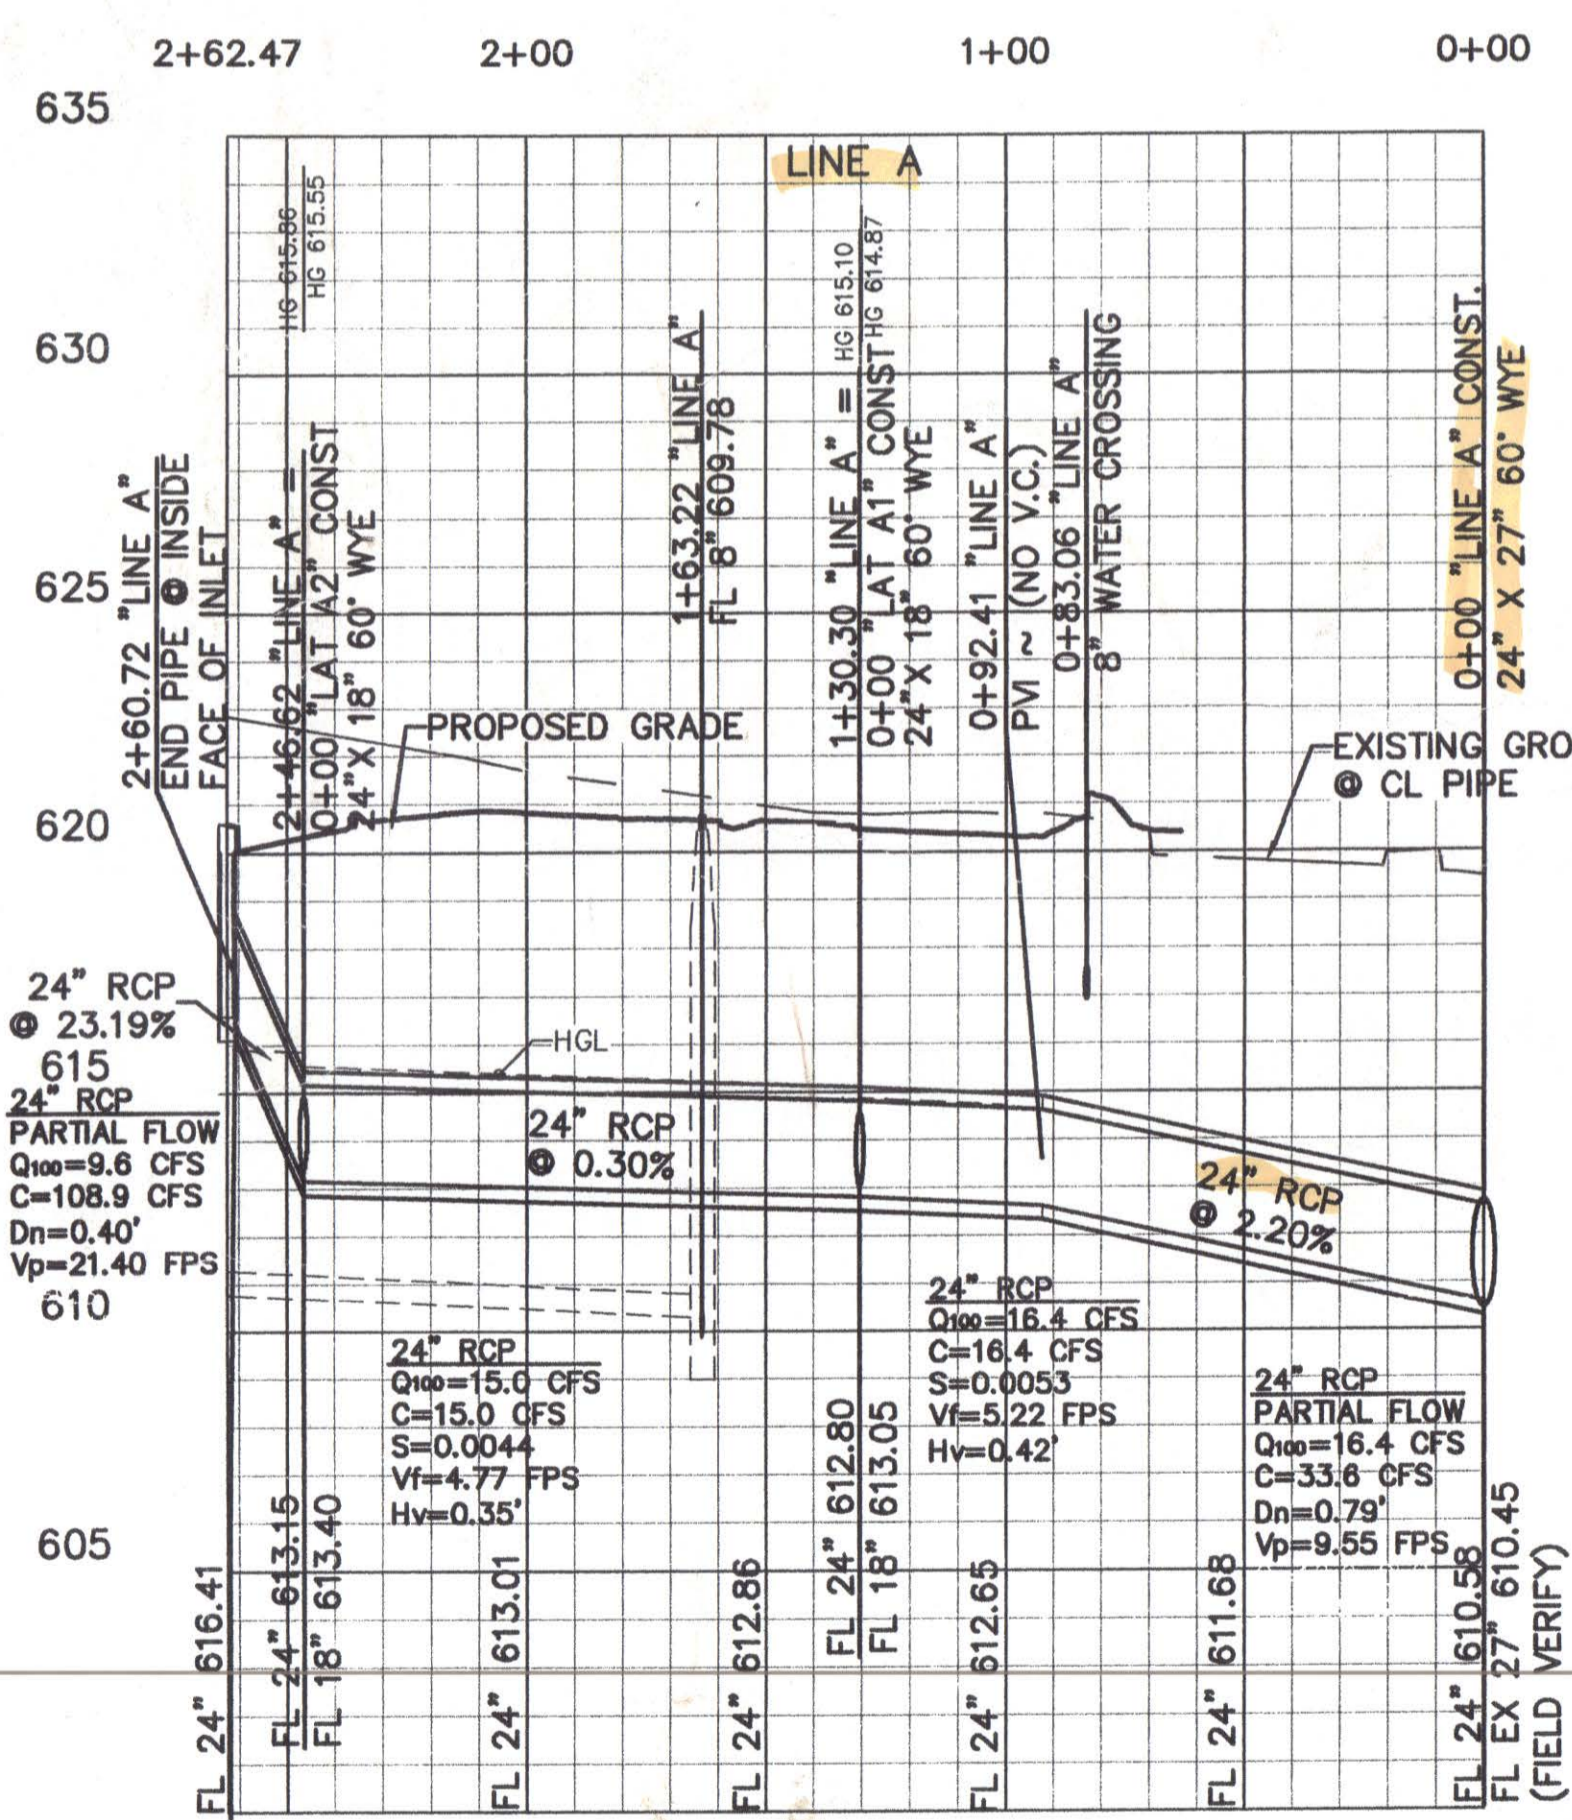 2+62.47 2+00 1+00 0+00
635
630
625
620
615
610
605
LINE A
HG 615.86
HG 615.55
2+60.72 "LINE A"
END PIPE @ INSIDE
FACE OF INLET
2+46.62 "LINE A" =
0+00 "LAT A2" CONST
24" X 18" 60° WYE
1+63.22 "LINE A"
FL 8" 609.78
HG 615.10
HG 614.87
1+30.30 "LINE A" =
0+00 "LAT A1" CONST
24" X 18" 60° WYE
0+92.41 "LINE A"
PVI ~ (NO V.C.)
0+83.06 "LINE A"
8" WATER CROSSING
0+00 "LINE A" CONST.
24" X 27" 60° WYE
PROPOSED GRADE
EXISTING GRO
@ CL PIPE
24" RCP
@ 23.19%
HGL
24" RCP
@ 0.30%
24" RCP
@ 2.20%
24" RCP
PARTIAL FLOW
Q100=9.6 CFS
C=108.9 CFS
Dn=0.40'
Vp=21.40 FPS
24" RCP
Q100=15.0 CFS
C=15.0 CFS
S=0.0044
Vf=4.77 FPS
Hv=0.35'
24" RCP
Q100=16.4 CFS
C=16.4 CFS
S=0.0053
Vf=5.22 FPS
Hv=0.42'
24" RCP
PARTIAL FLOW
Q100=16.4 CFS
C=33.6 CFS
Dn=0.79'
Vp=9.55 FPS
FL 24" 616.41
FL 24" 613.15
FL 18" 613.40
FL 24" 613.01
FL 24" 612.86
FL 24" 612.80
FL 18" 613.05
FL 24" 612.65
FL 24" 611.68
FL 24" 610.58
FL EX 27" 610.45
(FIELD VERIFY)